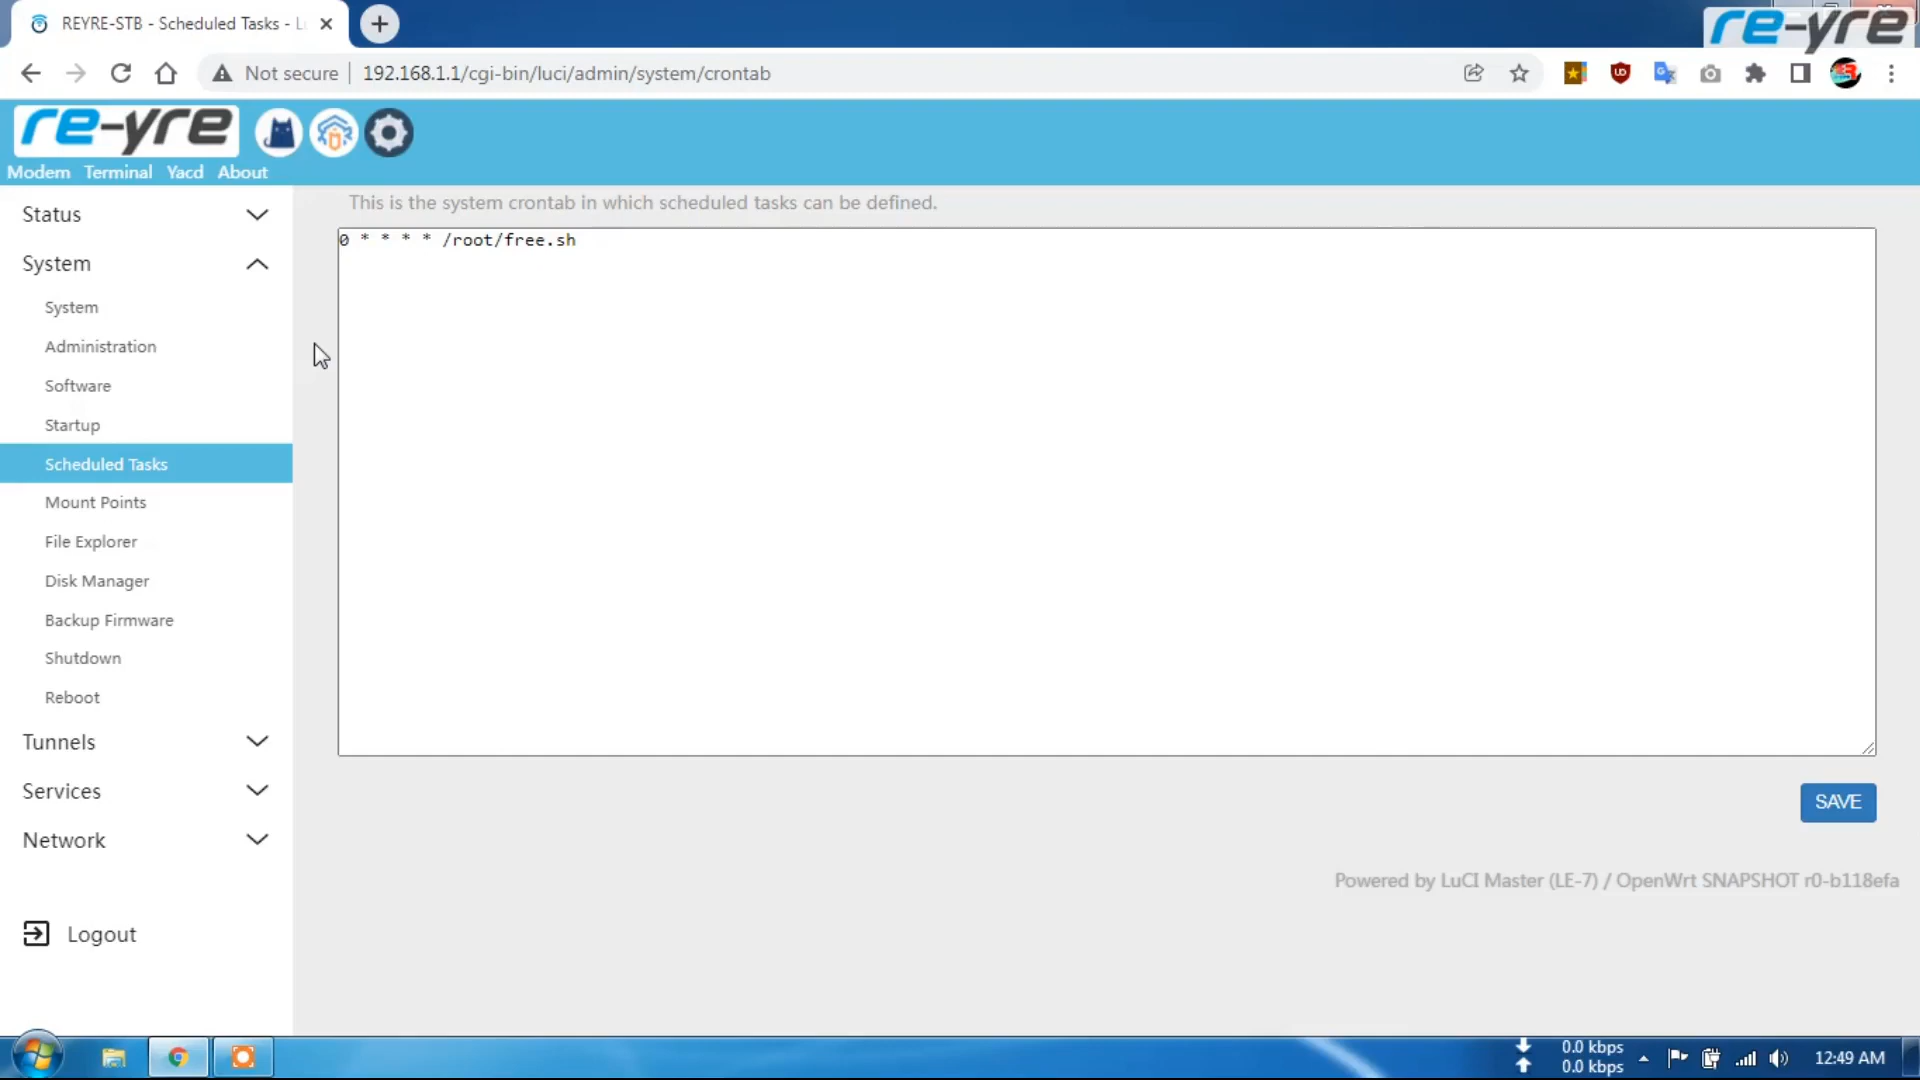 REYRE-STB - Scheduled Tasks - L
re-yre
Not secure
192.168.1.1/cgi-bin/luci/admin/system/crontab
re-yre
Modem Terminal Yacd About
Status
System
System
Administration
Software
Startup
Scheduled Tasks
Mount Points
File Explorer
Disk Manager
Backup Firmware
Shutdown
Reboot
Tunnels
Services
Network
Logout
This is the system crontab in which scheduled tasks can be defined.
0 * * * * /root/free.sh
SAVE
Powered by LuCI Master (LE-7) / OpenWrt SNAPSHOT r0-b118efa
0.0 kbps
0.0 kbps
12:49 AM